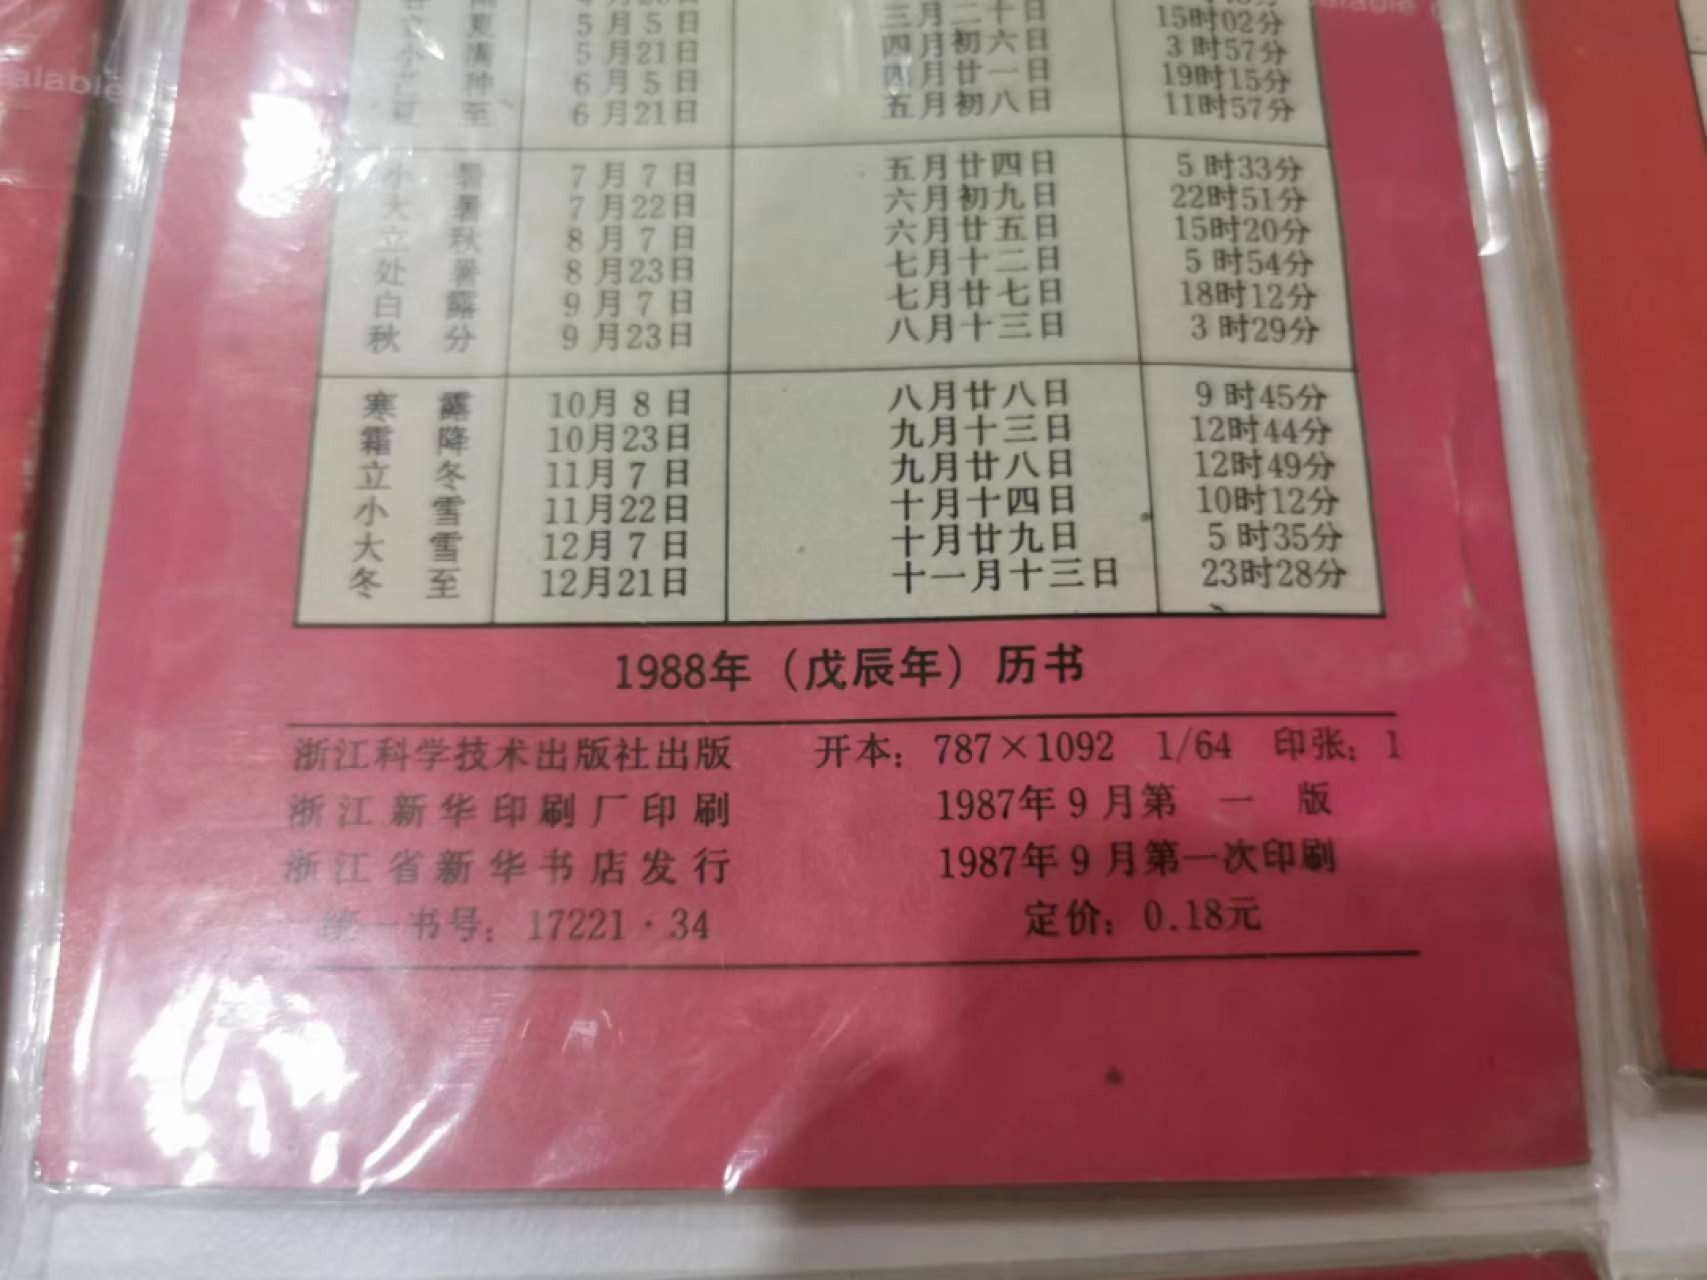 alable
alable
三月二十日 15时02分
夏 5月5日 四月初六日 3时57分
小 满 5月21日 四月廿一日 19时15分
芒 种 6月5日 五月初八日 11时57分
夏 至 6月21日
小 暑 7月7日 五月廿四日 5时33分
大 暑 7月22日 六月初九日 22时51分
立 秋 8月7日 六月廿五日 15时20分
处 暑 8月23日 七月十二日 5时54分
白 露 9月7日 七月廿七日 18时12分
秋 分 9月23日 八月十三日 3时29分
寒 露 10月8日 八月廿八日 9时45分
霜 降 10月23日 九月十三日 12时44分
立 冬 11月7日 九月廿八日 12时49分
小 雪 11月22日 十月十四日 10时12分
大 雪 12月7日 十月廿九日 5时35分
冬 至 12月21日 十一月十三日 23时28分
1988年（戊辰年）历书
浙江科学技术出版社出版 开本：787×1092 1/64 印张：1
浙江新华印刷厂印刷 1987年9月第一版
浙江省新华书店发行 1987年9月第一次印刷
统一书号：17221·34 定价：0.18元